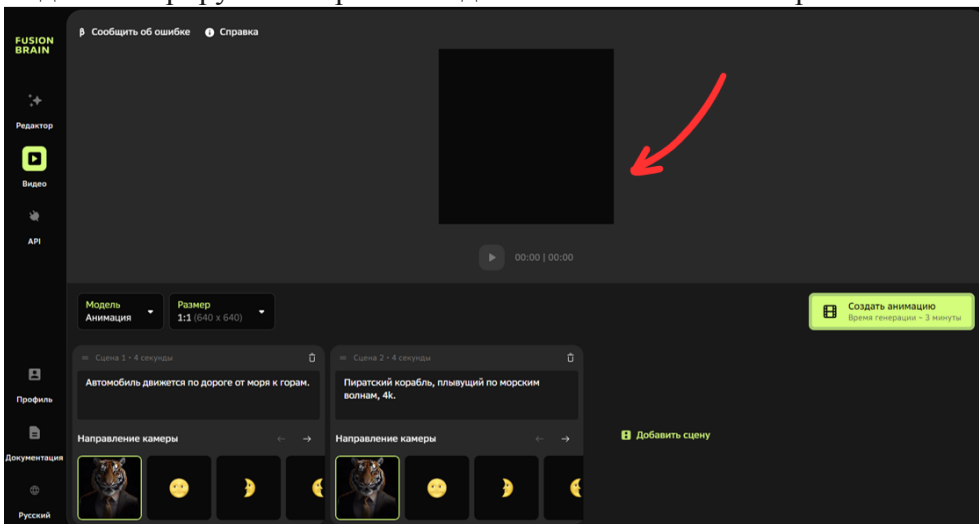 FUSION
BRAIN
β Сообщить об ошибке
Справка
Редактор
Видео
API
00:00 | 00:00
Модель
Анимация
Размер
1:1 (640 x 640)
Создать анимацию
Время генерации ~ 3 минуты
Сцена 1 • 4 секунды
Сцена 2 • 4 секунды
Автомобиль движется по дороге от моря к горам.
Пиратский корабль, плывущий по морским
волнам, 4k.
Направление камеры
Направление камеры
Добавить сцену
Профиль
Документация
Русский